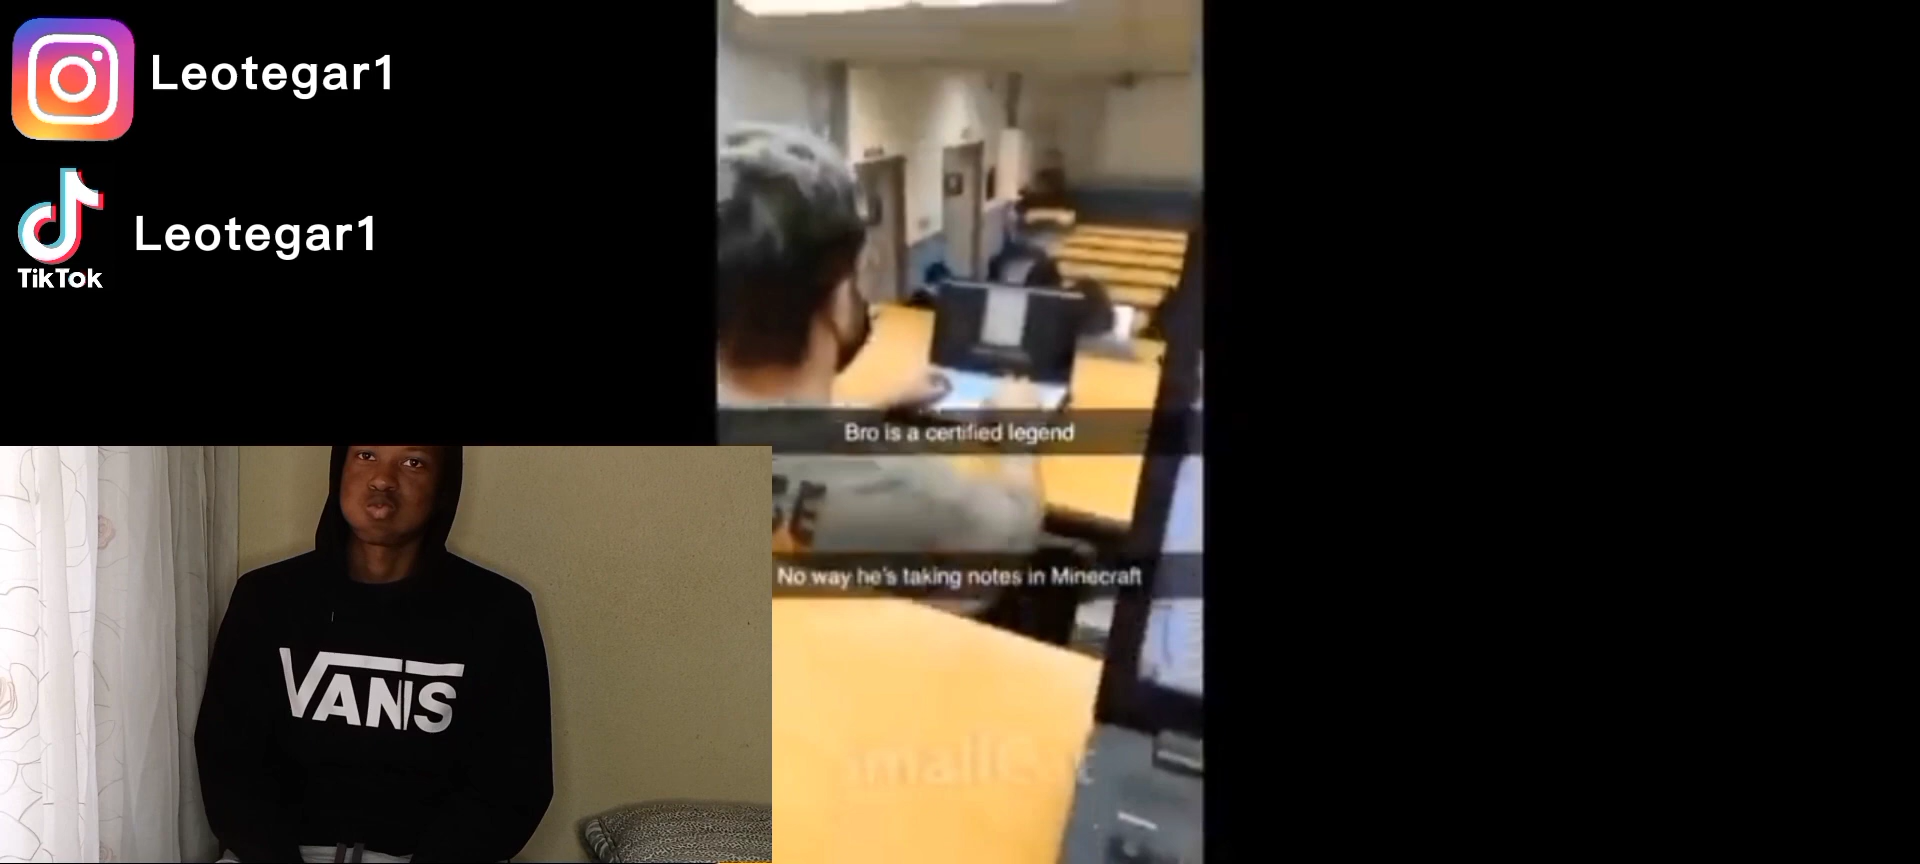 Leotegar1
TikTok
Leotegar1
Bro is a certified legend
No way he's taking notes in Minecraft
VANS